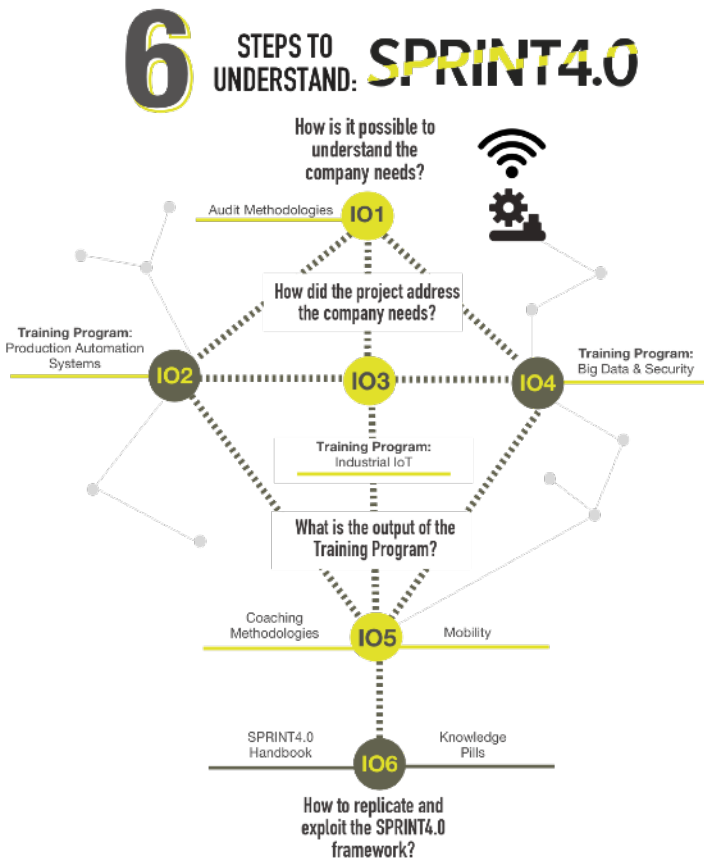 6
STEPS TO
UNDERSTAND:
SPRINT4.0
How is it possible to
understand the
company needs?
Audit Methodologies
IO1
How did the project address
the company needs?
Training Program:
Production Automation
Systems
IO2
IO3
IO4
Training Program:
Big Data & Security
Training Program:
Industrial IoT
What is the output of the
Training Program?
Coaching
Methodologies
IO5
Mobility
SPRINT4.0
Handbook
IO6
Knowledge
Pills
How to replicate and
exploit the SPRINT4.0
framework?